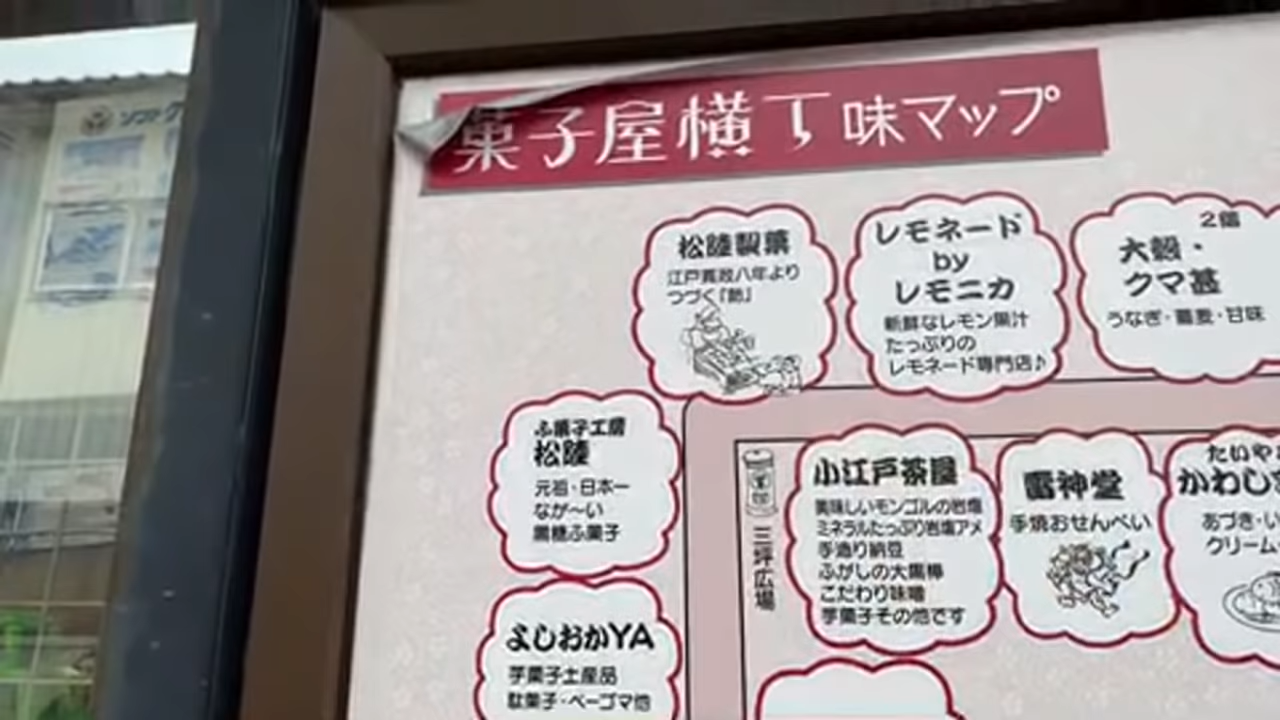 菓子屋横丁味マップ
松陸製菓
江戸寛政八年より
つづく「飴」
レモネード
by
レモニカ
新鮮なレモン果汁
たっぷりの
レモネード専門店♪
2階
大穀・
クマ甚
うなぎ・蕎麦・甘味
ふ菓子工房
松陸
元祖・日本一
なが〜い
黒糖ふ菓子
三坪広場
小江戸茶屋
美味しいモンゴルの岩塩
ミネラルたっぷり岩塩アメ
手造り納豆
ふがしの大黒棒
こだわり味噌
芋菓子その他です
雷神堂
手焼おせんべい
たいや
かわし
あづき・い
クリーム
よしおかYA
芋菓子土産品
駄菓子・ベーゴマ他